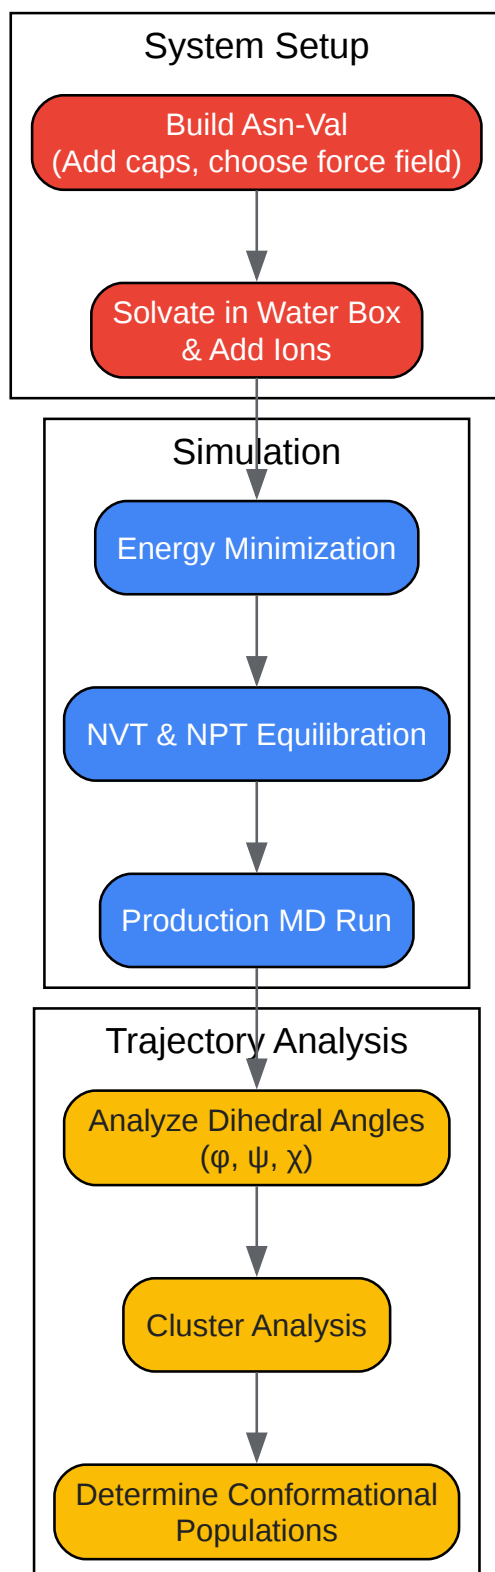 System Setup
Build Asn-Val
(Add caps, choose force field)
Solvate in Water Box
& Add Ions
Simulation
Energy Minimization
NVT & NPT Equilibration
Production MD Run
Trajectory Analysis
Analyze Dihedral Angles
(φ, ψ, χ)
Cluster Analysis
Determine Conformational
Populations